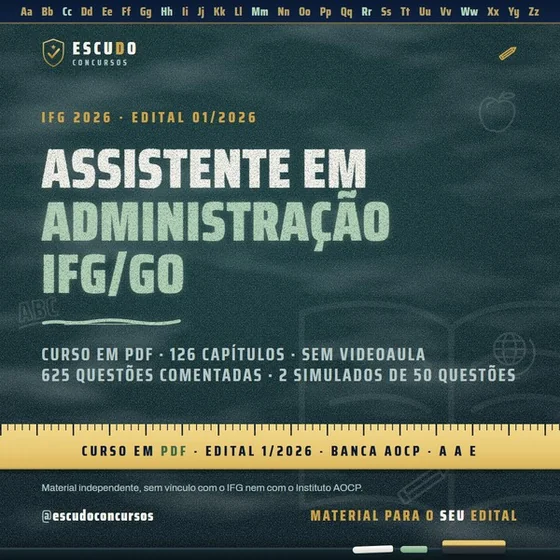 Aa Bb Cc Dd Ee Ff Gg Hh Ii Jj Kk Ll Mm Nn Oo Pp Qq Rr Ss Tt Uu Vv Ww Xx Yy Zz
ESCUDO
CONCURSOS
IFG 2026 · EDITAL 01/2026
ASSISTENTE EM
ADMINISTRAÇÃO
IFG/GO
ABC
CURSO EM PDF · 126 CAPÍTULOS · SEM VIDEOAULA
625 QUESTÕES COMENTADAS · 2 SIMULADOS DE 50 QUESTÕES
CURSO EM PDF · EDITAL 1/2026 · BANCA AOCP · A A E
Material independente, sem vínculo com o IFG nem com o Instituto AOCP.
@escudoconcursos
MATERIAL PARA O SEU EDITAL